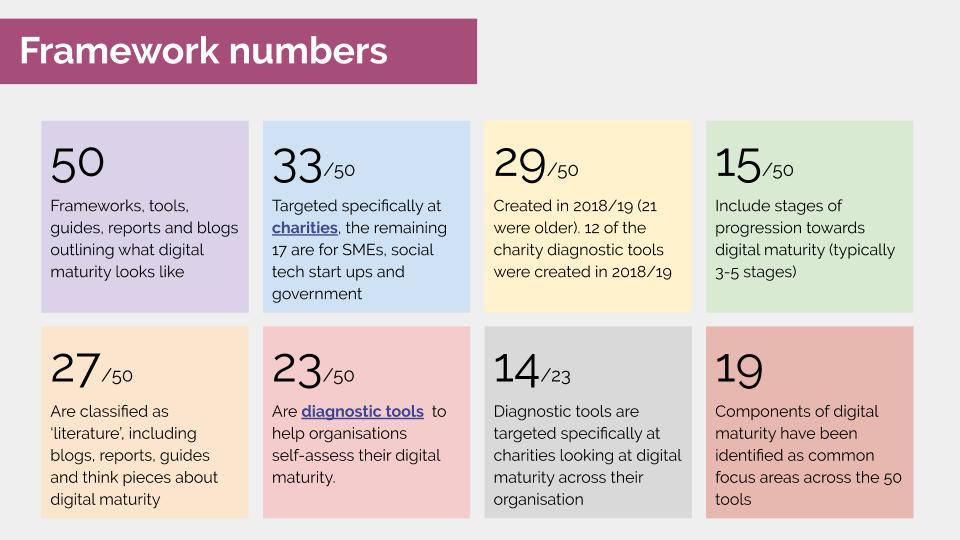 Framework numbers
50
Frameworks, tools,
guides, reports and blogs
outlining what digital
maturity looks like
33/50
Targeted specifically at
charities, the remaining
17 are for SMEs, social
tech start ups and
government
29/50
Created in 2018/19 (21
were older). 12 of the
charity diagnostic tools
were created in 2018/19
15/50
Include stages of
progression towards
digital maturity (typically
3-5 stages)
27/50
Are classified as
‘literature’, including
blogs, reports, guides
and think pieces about
digital maturity
23/50
Are diagnostic tools  to
help organisations
self-assess their digital
maturity.
14/23
Diagnostic tools are
targeted specifically at
charities looking at digital
maturity across their
organisation
19
Components of digital
maturity have been
identified as common
focus areas across the 50
tools